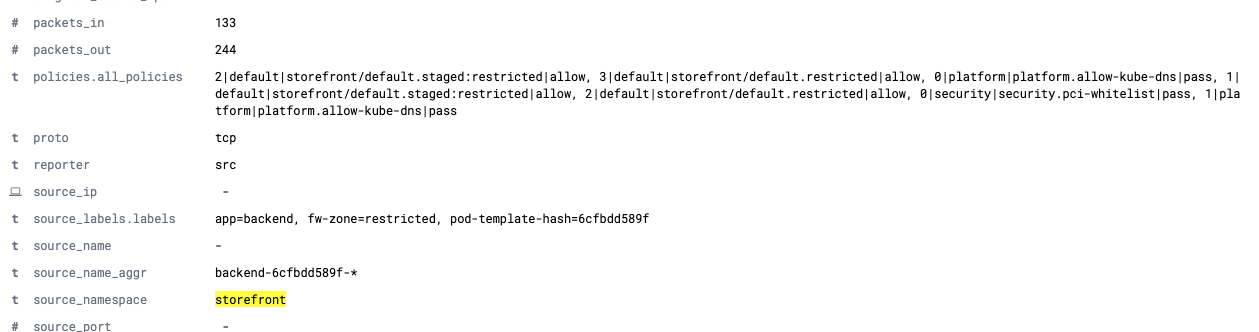 # packets_in 133
# packets_out 244
t policies.all_policies 2|default|storefront/default.staged:restricted|allow, 3|default|storefront/default.restricted|allow, 0|platform|platform.allow-kube-dns|pass, 1|
default|storefront/default.staged:restricted|allow, 2|default|storefront/default.restricted|allow, 0|security|security.pci-whitelist|pass, 1|pla
tform|platform.allow-kube-dns|pass
t proto tcp
t reporter src
source_ip -
t source_labels.labels app=backend, fw-zone=restricted, pod-template-hash=6cfbdd589f
t source_name -
t source_name_aggr backend-6cfbdd589f-*
t source_namespace storefront
# source_port -